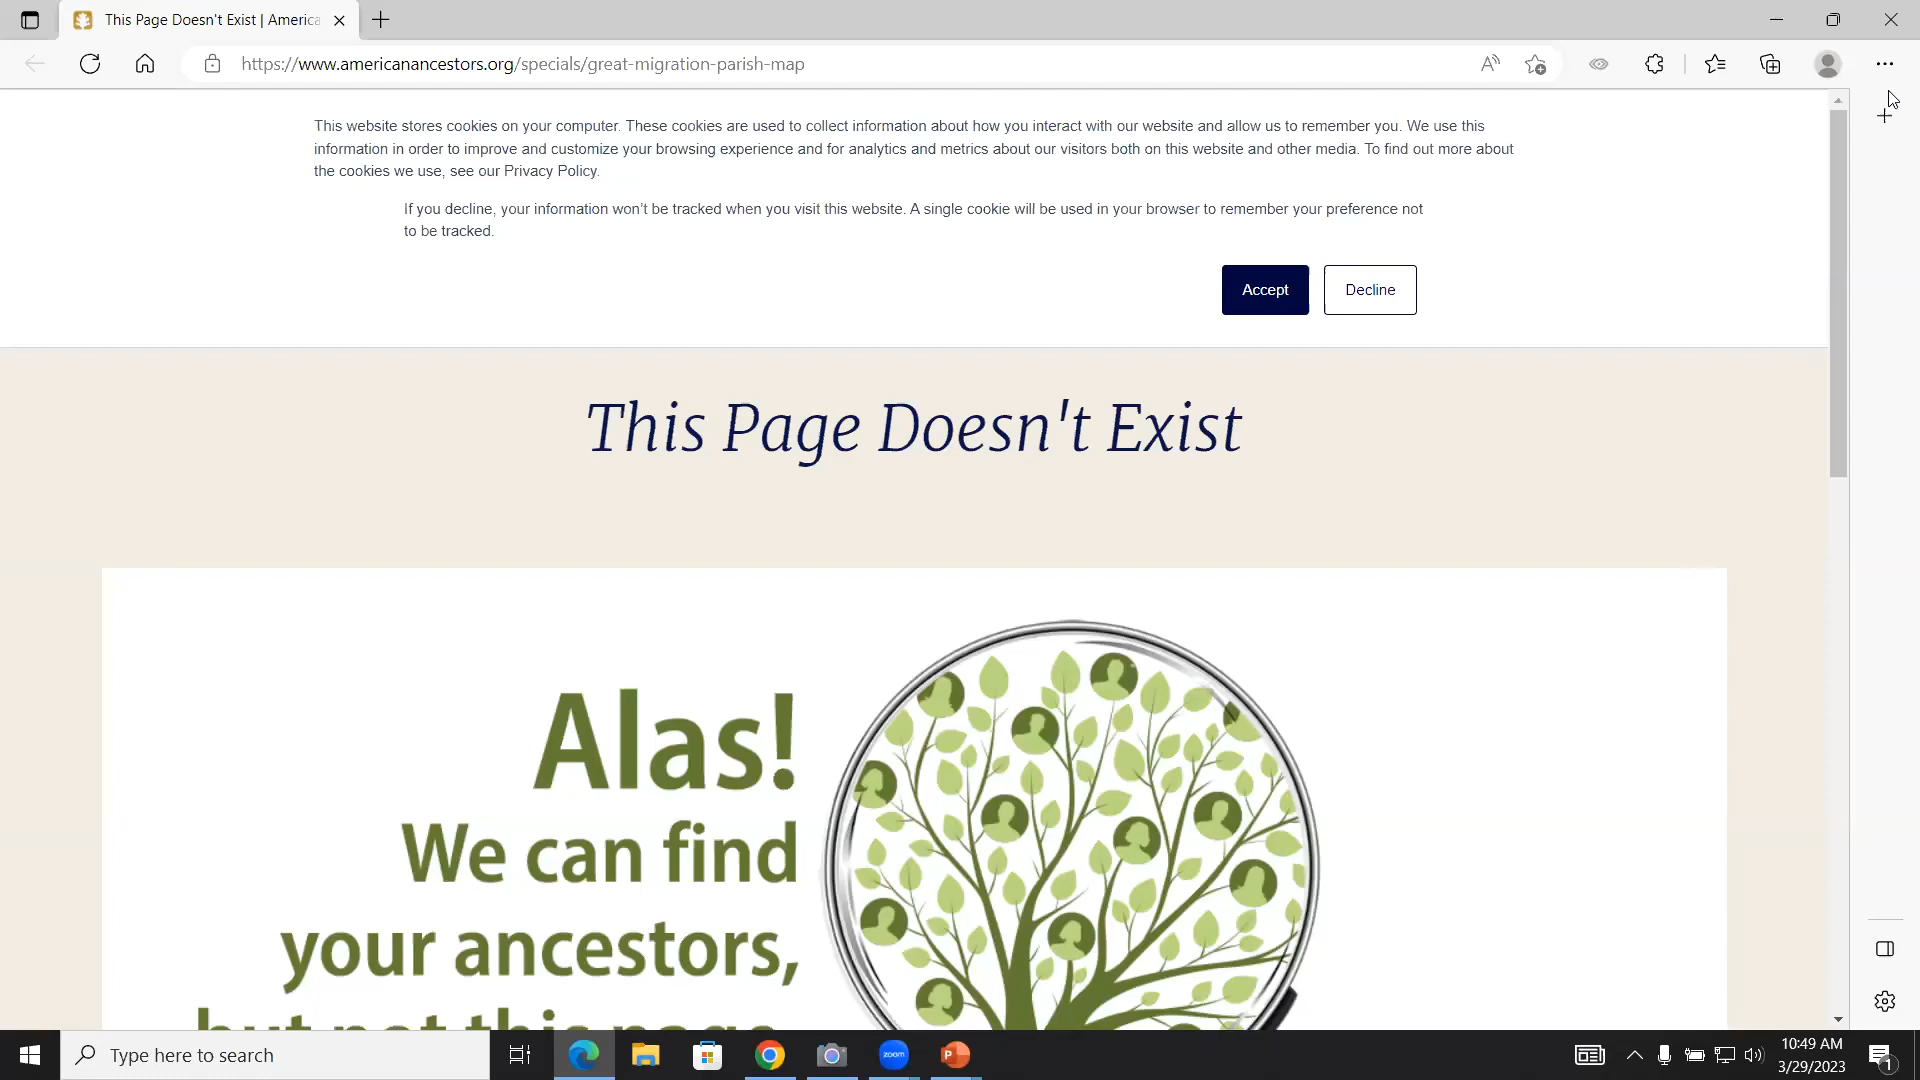 This Page Doesn't Exist | America
https://www.americanancestors.org/specials/great-migration-parish-map
This website stores cookies on your computer. These cookies are used to collect information about how you interact with our website and allow us to remember you. We use this
information in order to improve and customize your browsing experience and for analytics and metrics about our visitors both on this website and other media. To find out more about
the cookies we use, see our Privacy Policy.
If you decline, your information won't be tracked when you visit this website. A single cookie will be used in your browser to remember your preference not
to be tracked.
Accept Decline
This Page Doesn't Exist
Alas!
We can find
your ancestors,
but not this page
Type here to search
zoom
P
10:49 AM
3/29/2023
1